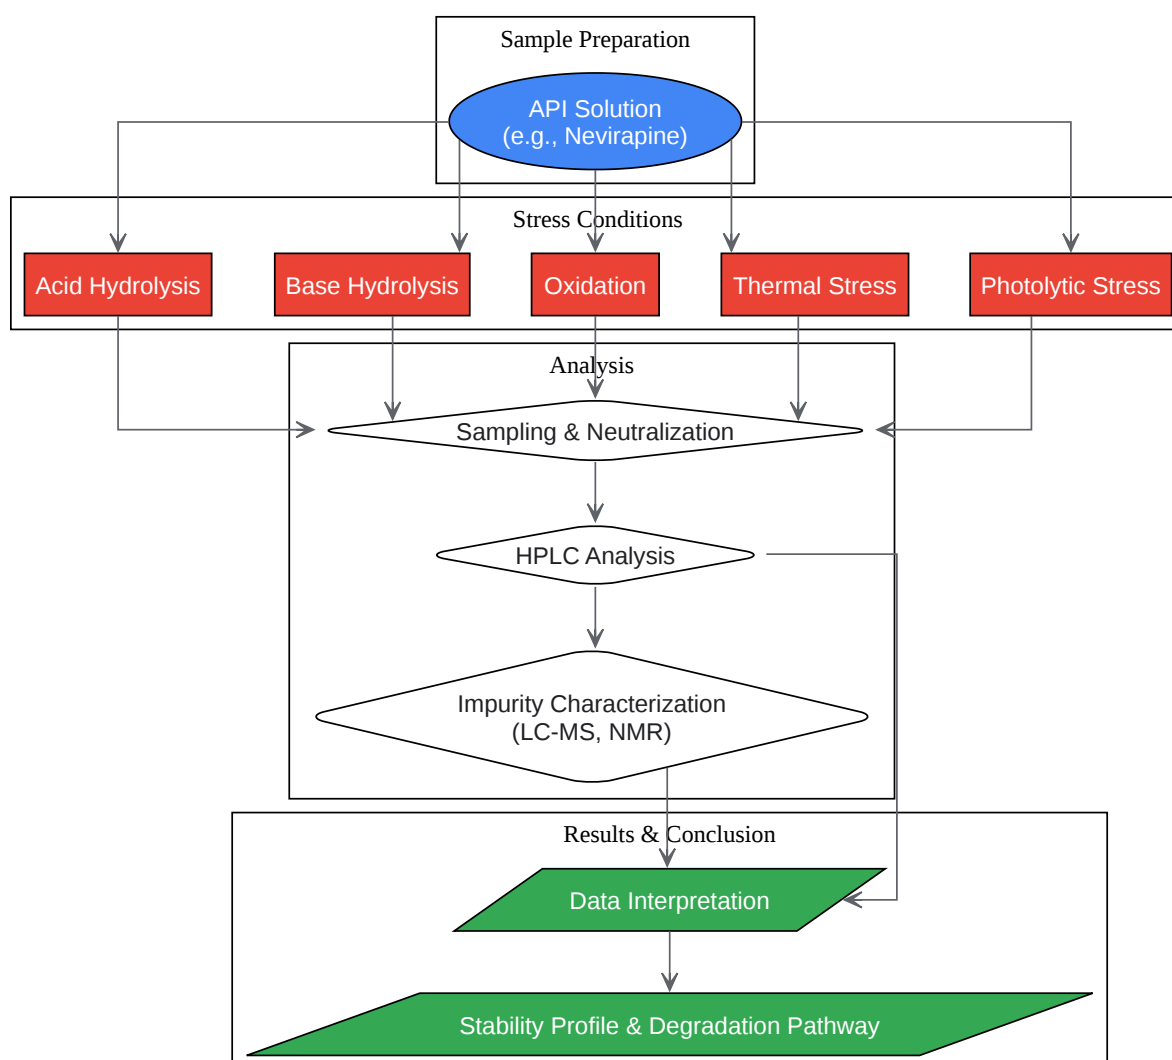 Sample Preparation
API Solution
(e.g., Nevirapine)
Stress Conditions
Acid Hydrolysis
Base Hydrolysis
Oxidation
Thermal Stress
Photolytic Stress
Analysis
Sampling & Neutralization
HPLC Analysis
Impurity Characterization
(LC-MS, NMR)
Results & Conclusion
Data Interpretation
Stability Profile & Degradation Pathway